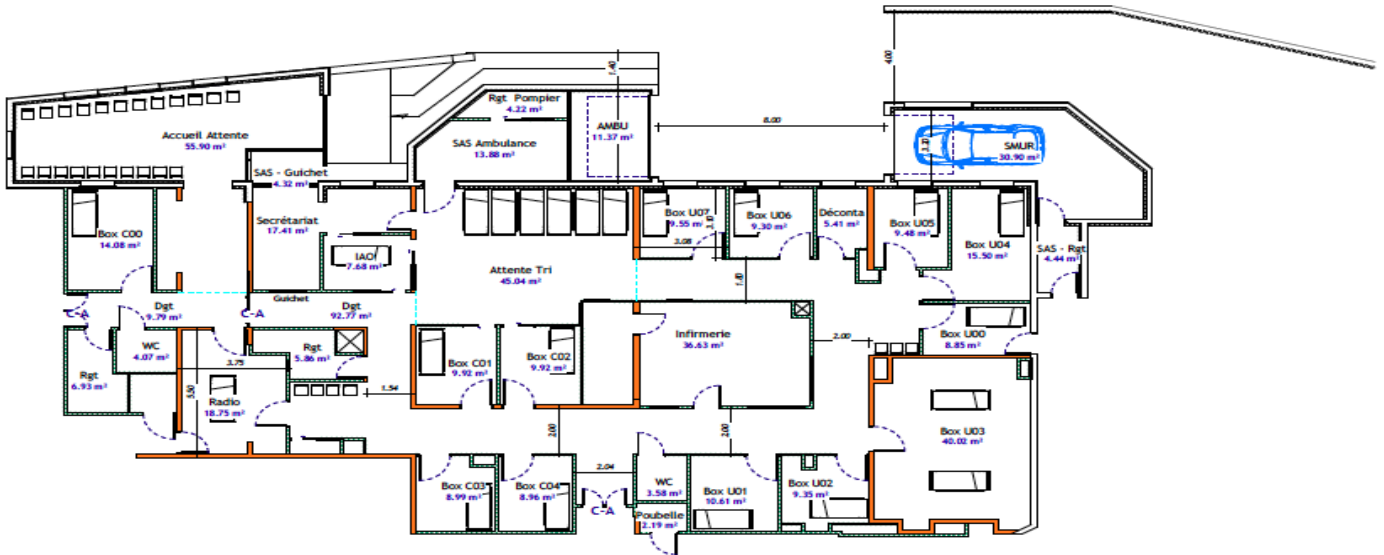 4.00
1.40
Rgt Pompier
4.22 m²
AMBU
11.37 m²
8.00
SMUR
30.90 m²
3.20
Accueil Attente
55.90 m²
SAS Ambulance
13.88 m²
SAS - Guichet
4.32 m²
Box C00
14.08 m²
Secrétariat
17.41 m²
IAO
7.68 m²
Attente Tri
45.04 m²
Box U07
9.55 m²
3.10
3.08
Box U06
9.30 m²
Déconta
5.41 m²
Box U05
9.48 m²
Box U04
15.50 m²
SAS - Rgt
4.44 m²
1.80
Dgt
9.79 m²
C-A
C-A
Guichet
Dgt
92.77 m²
WC
4.07 m²
Rgt
5.86 m²
Rgt
6.93 m²
3.75
5.50
Radio
18.75 m²
1.54
Box C01
9.92 m²
Box C02
9.92 m²
Infirmerie
36.63 m²
2.00
Box U00
8.85 m²
Box U03
40.02 m²
2.00
2.00
2.04
Box C03
8.99 m²
Box C04
8.96 m²
C-A
WC
3.58 m²
Poubelle
2.19 m²
Box U01
10.61 m²
Box U02
9.35 m²